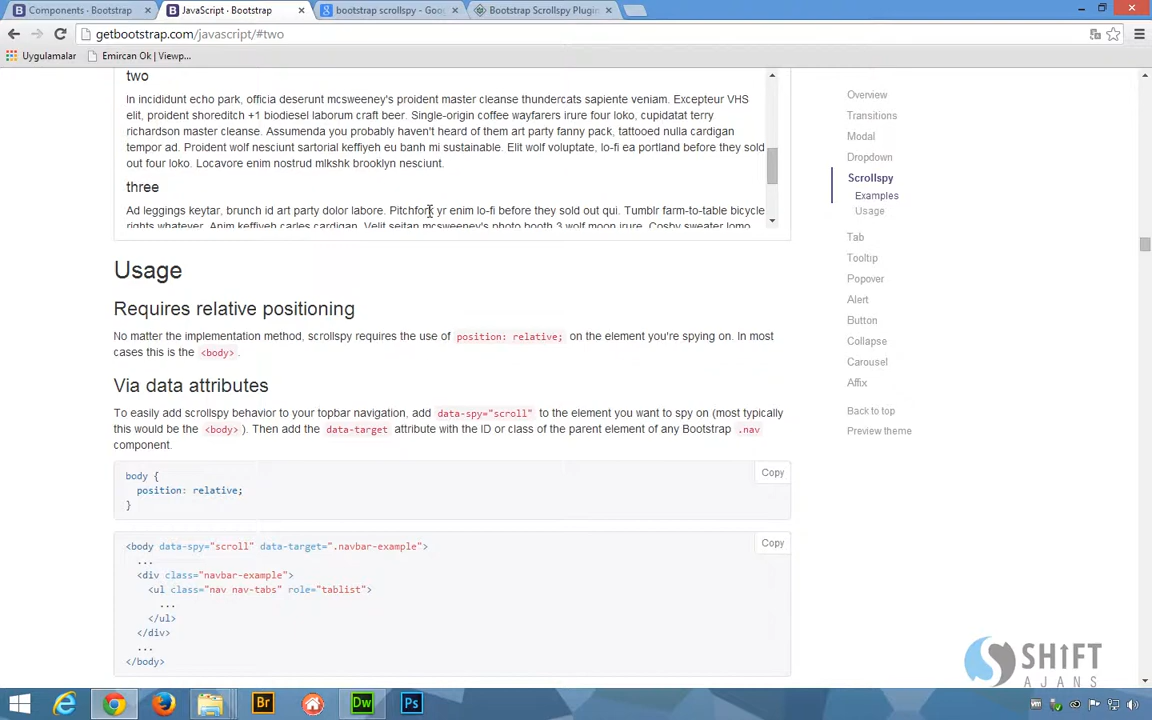 Components · Bootstrap
JavaScript · Bootstrap
bootstrap scrollspy - Goo
Bootstrap Scrollspy Plugin
getbootstrap.com/javascript/#two
Uygulamalar
Emircan Ok | Viewp...
two
In incididunt echo park, officia deserunt mcsweeney's proident master cleanse thundercats sapiente veniam. Excepteur VHS
elit, proident shoreditch +1 biodiesel laborum craft beer. Single-origin coffee wayfarers irure four loko, cupidatat terry
richardson master cleanse. Assumenda you probably haven't heard of them art party fanny pack, tattooed nulla cardigan
tempor ad. Proident wolf nesciunt sartorial keffiyeh eu banh mi sustainable. Elit wolf voluptate, lo-fi ea portland before they sold
out four loko. Locavore enim nostrud mlkshk brooklyn nesciunt.
three
Ad leggings keytar, brunch id art party dolor labore. Pitchfork yr enim lo-fi before they sold out qui. Tumblr farm-to-table bicycle
rights whatever. Anim keffiyeh carles cardigan. Velit seitan mcsweeney's photo booth 3 wolf moon irure. Cosby sweater lomo
Usage
Requires relative positioning
No matter the implementation method, scrollspy requires the use of position: relative; on the element you're spying on. In most
cases this is the <body>.
Via data attributes
To easily add scrollspy behavior to your topbar navigation, add data-spy="scroll" to the element you want to spy on (most typically
this would be the <body>). Then add the data-target attribute with the ID or class of the parent element of any Bootstrap .nav
component.
Copy
body {
position: relative;
}
Copy
<body data-spy="scroll" data-target=".navbar-example">
...
<div class="navbar-example">
<ul class="nav nav-tabs" role="tablist">
...
</ul>
</div>
...
</body>
Overview
Transitions
Modal
Dropdown
Scrollspy
Examples
Usage
Tab
Tooltip
Popover
Alert
Button
Collapse
Carousel
Affix
Back to top
Preview theme
SHIFT
AJANS
Br
Dw
Ps